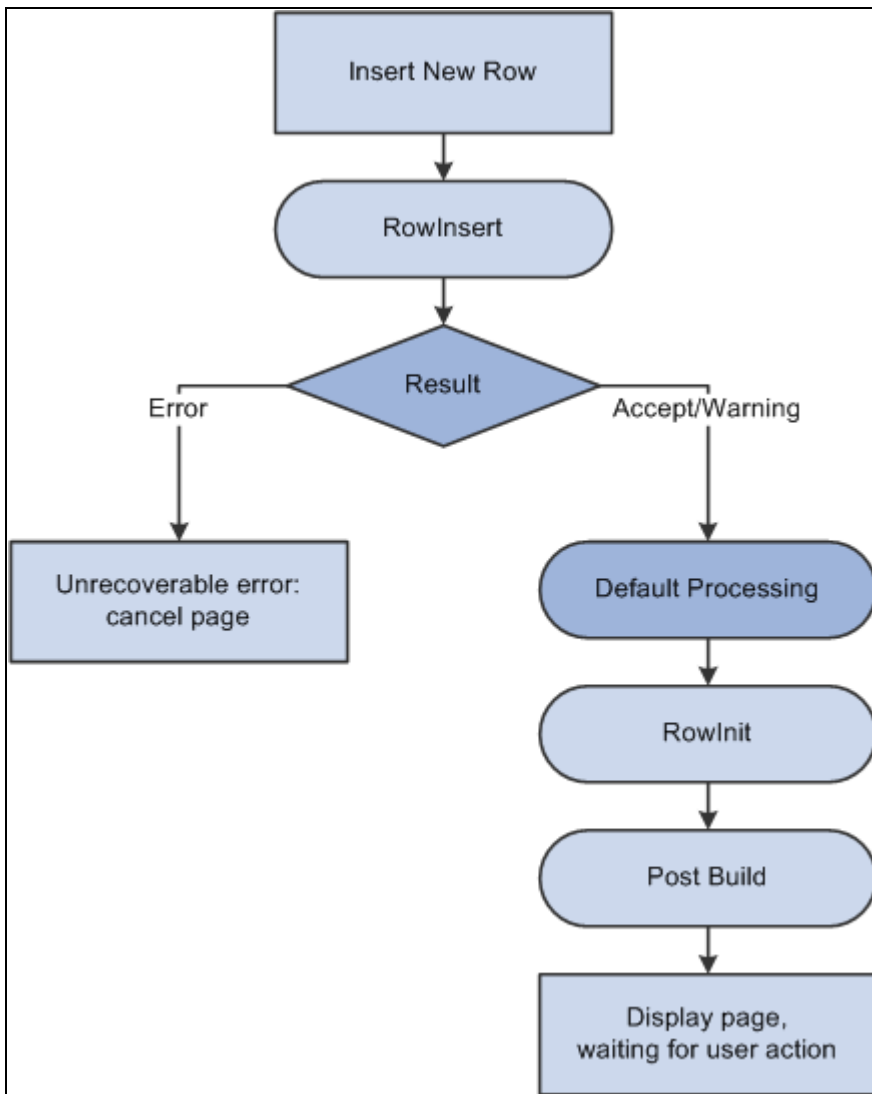 Insert New Row
RowInsert
Result
Error
Accept/Warning
Unrecoverable error:
cancel page
Default Processing
RowInit
Post Build
Display page,
waiting for user action